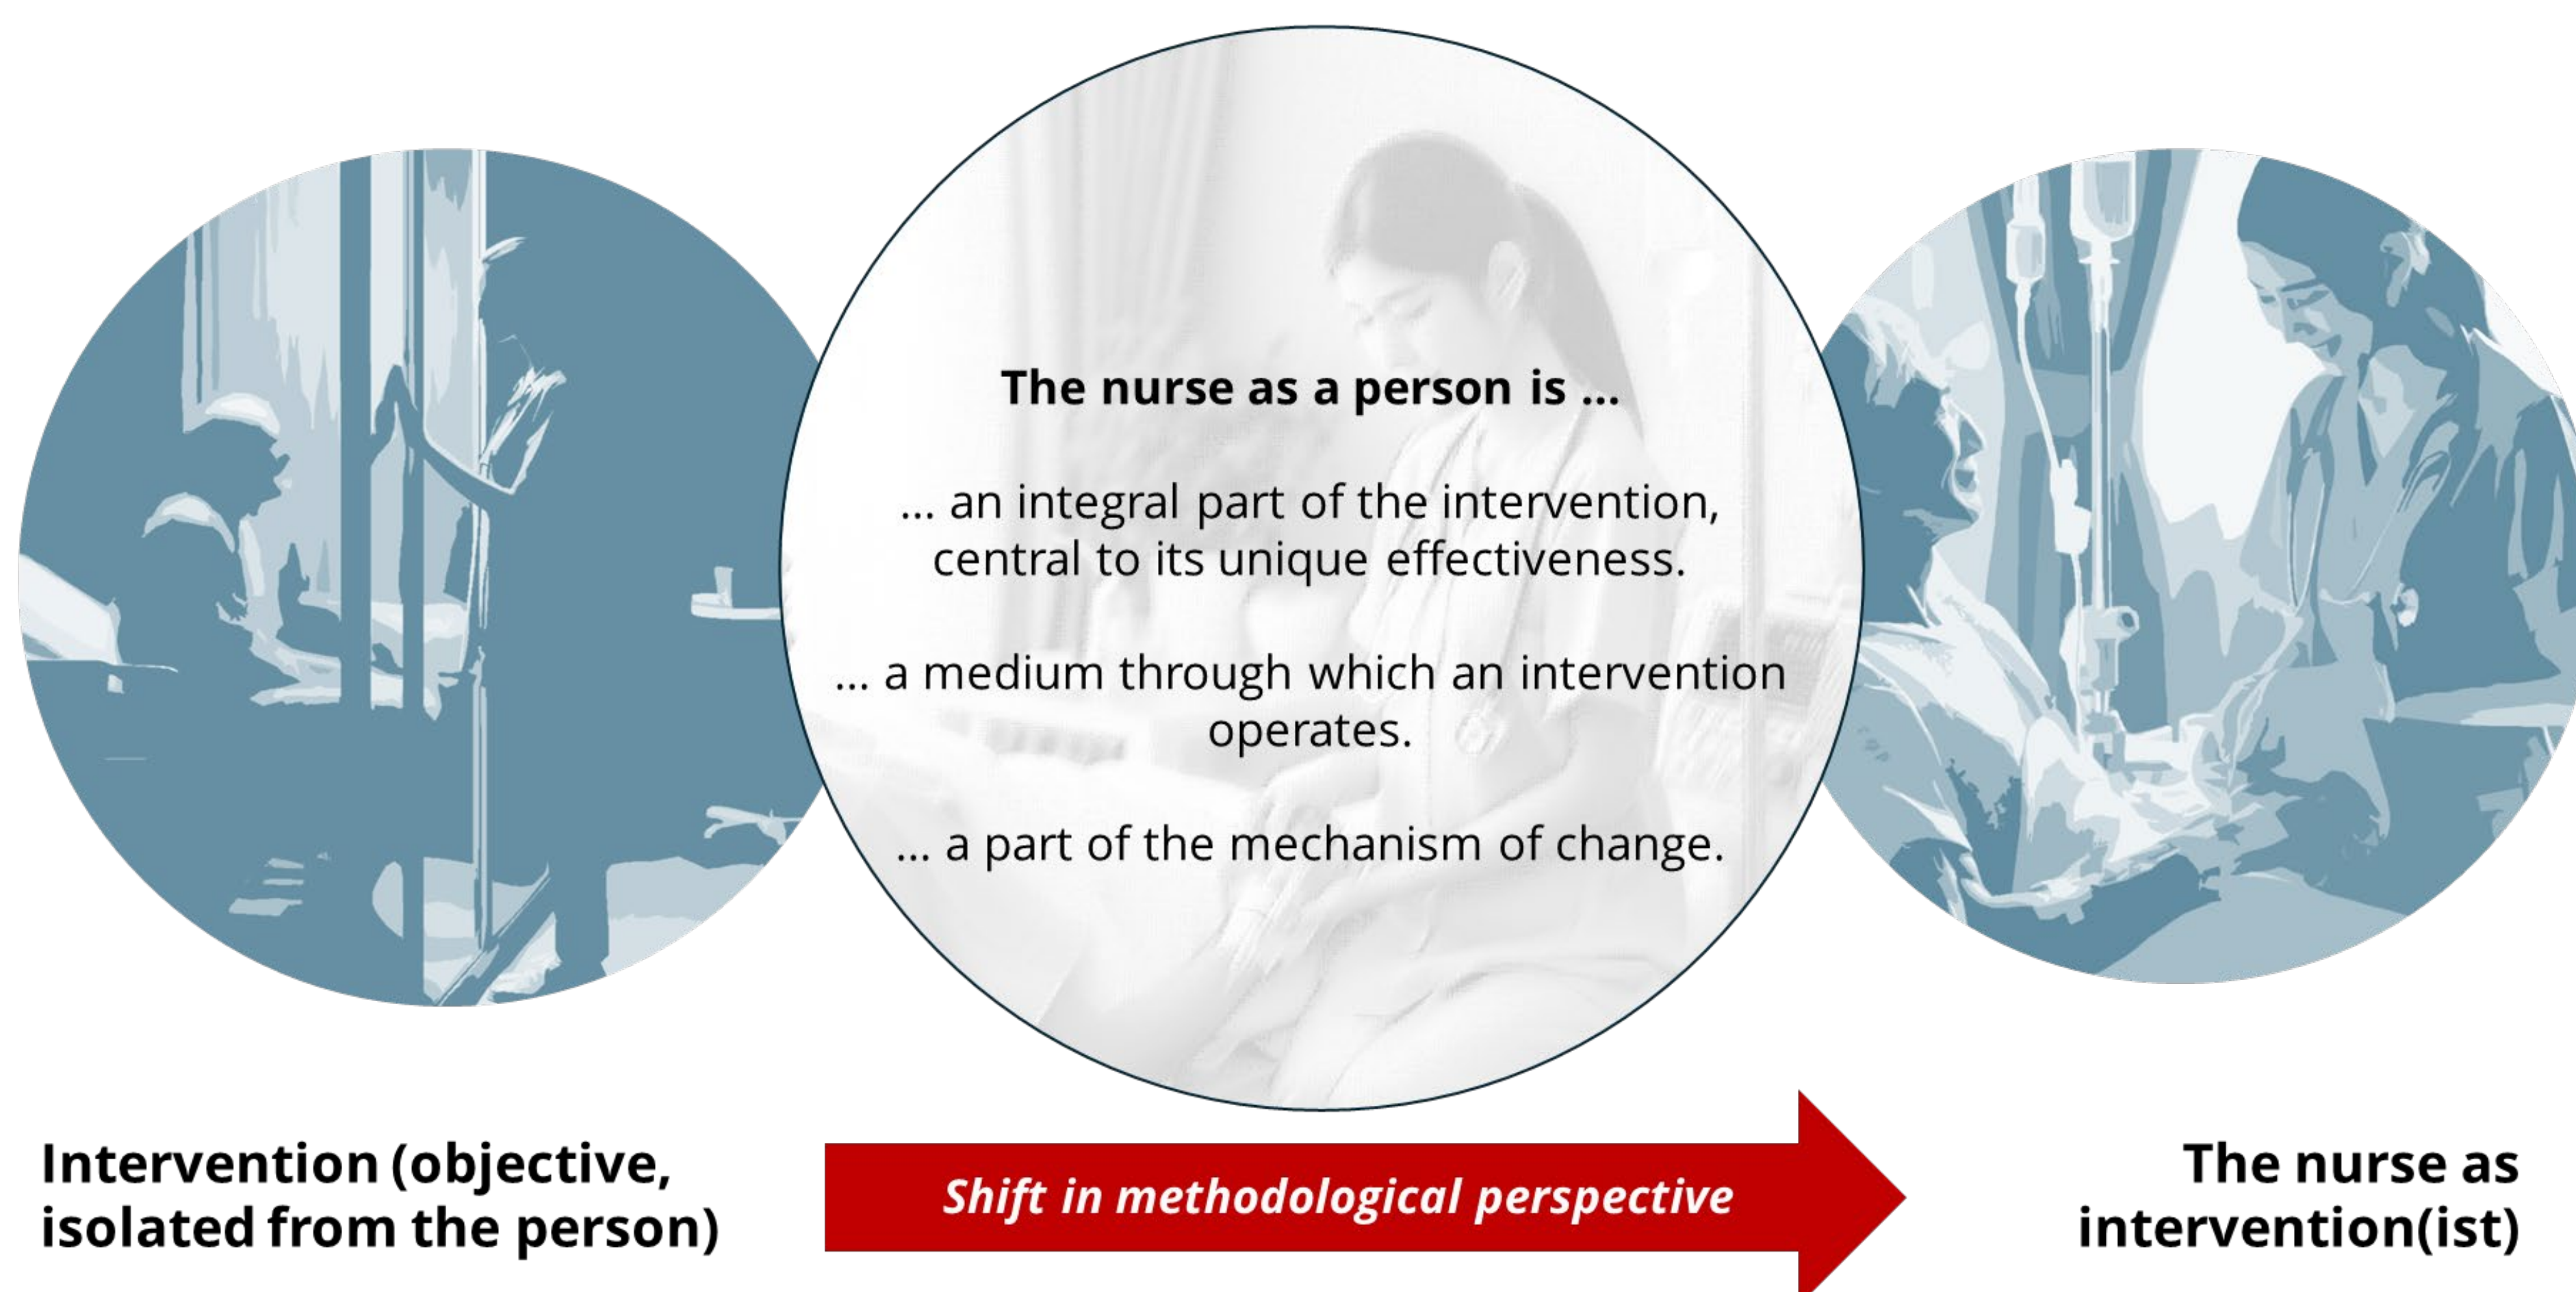 The nurse as a person is ...
... an integral part of the intervention,
central to its unique effectiveness.
... a medium through which an intervention
operates.
... a part of the mechanism of change.
Intervention (objective,
isolated from the person)
Shift in methodological perspective
The nurse as
intervention(ist)